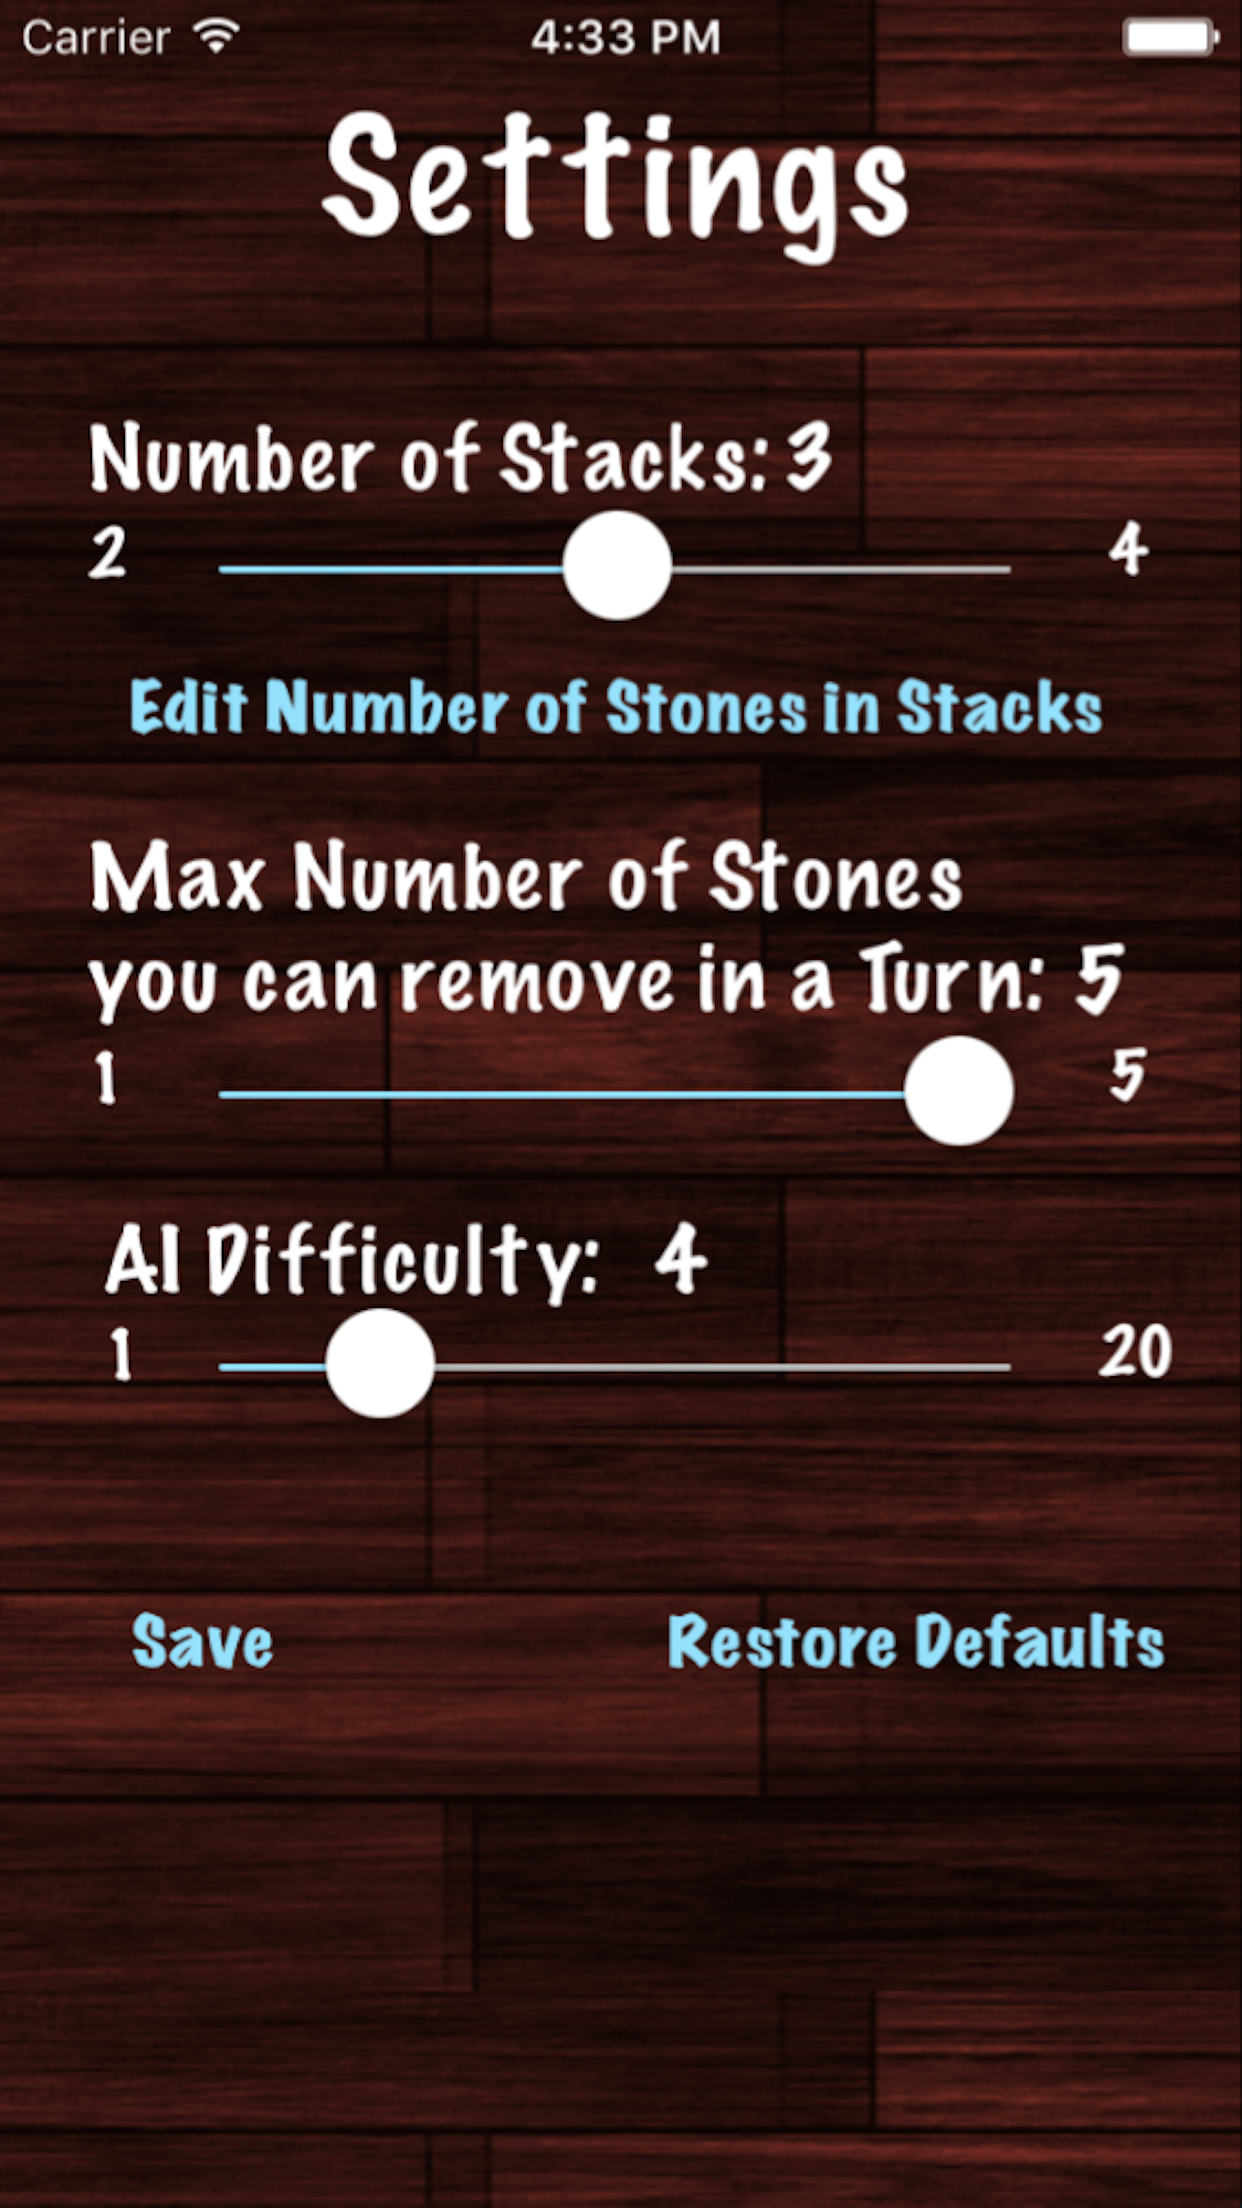 Carrier 4:33 PM
Settings
Number of Stacks: 3
2 4
Edit Number of Stones in Stacks
Max Number of Stones
you can remove in a Turn: 5
1 5
AI Difficulty: 4
1 20
Save Restore Defaults